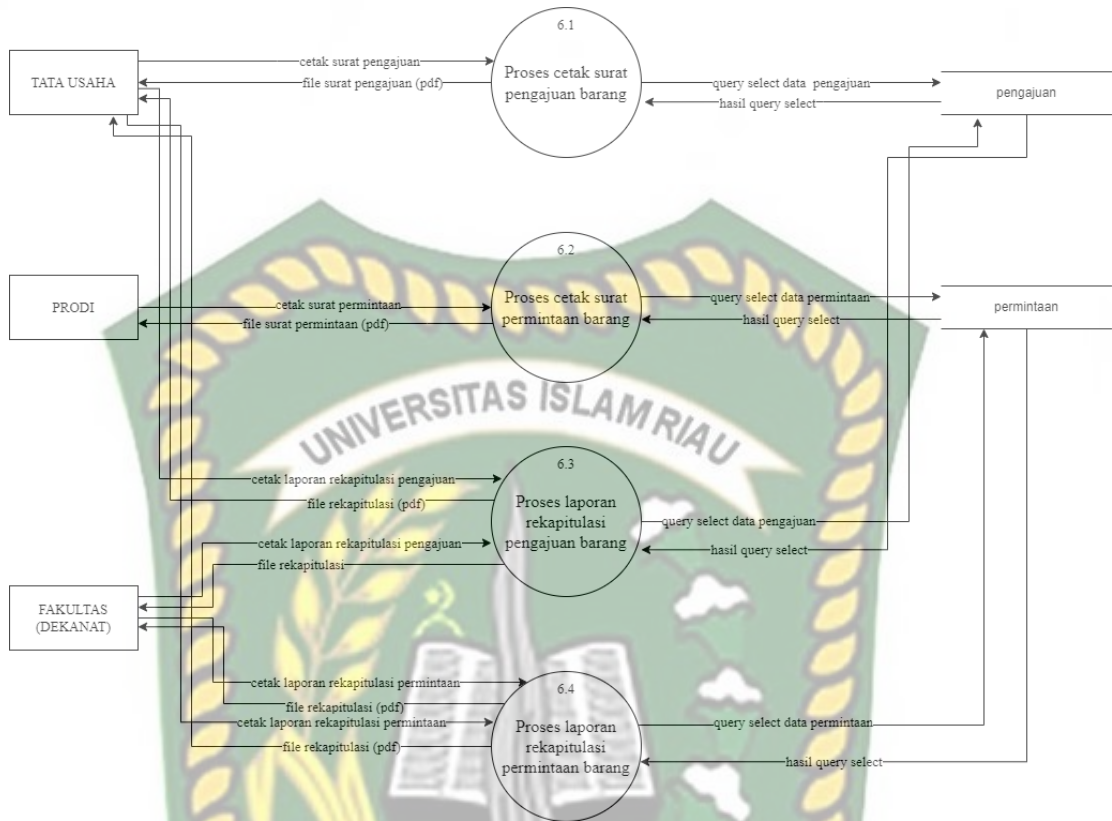 6.1
TATA USAHA
cetak surat pengajuan
file surat pengajuan (pdf)
Proses cetak surat
pengajuan barang
query select data pengajuan
hasil query select
pengajuan
6.2
PRODI
cetak surat permintaan
file surat permintaan (pdf)
Proses cetak surat
permintaan barang
query select data permintaan
hasil query select
permintaan
UNIVERSITAS ISLAM RIAU
6.3
cetak laporan rekapitulasi pengajuan
file rekapitulasi (pdf)
Proses laporan
rekapitulasi
pengajuan barang
query select data pengajuan
hasil query select
cetak laporan rekapitulasi pengajuan
file rekapitulasi
FAKULTAS
(DEKANAT)
6.4
cetak laporan rekapitulasi permintaan
file rekapitulasi (pdf)
cetak laporan rekapitulasi permintaan
file rekapitulasi (pdf)
Proses laporan
rekapitulasi
permintaan barang
query select data permintaan
hasil query select